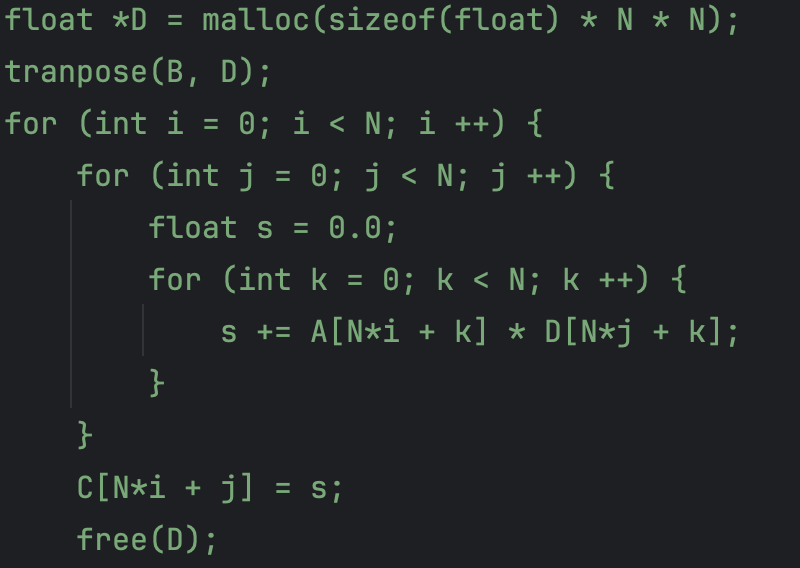 float *D = malloc(sizeof(float) * N * N);
tranpose(B, D);
for (int i = 0; i < N; i ++) {
    for (int j = 0; j < N; j ++) {
        float s = 0.0;
        for (int k = 0; k < N; k ++) {
            s += A[N*i + k] * D[N*j + k];
        }
    }
    C[N*i + j] = s;
    free(D);